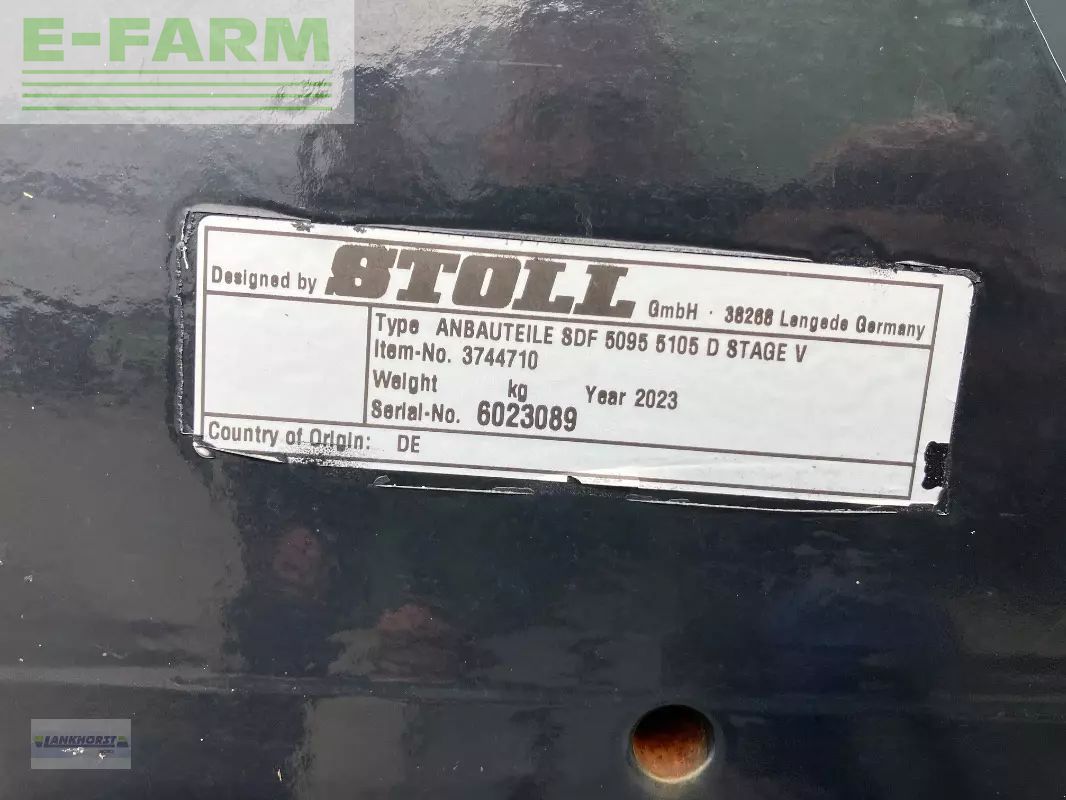 E-FARM
Designed by STOLL GmbH · 38268 Lengede Germany
Type ANBAUTEILE SDF 5095 5105 D STAGE V
Item-No. 3744710
Weight kg Year 2023
Serial-No. 6023089
Country of Origin: DE
LANKHORST